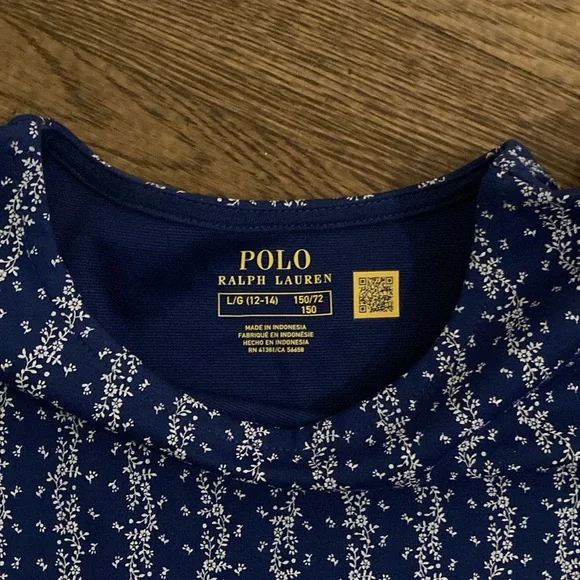 POLO
RALPH LAUREN
L/G (12-14) 150/72
150
MADE IN INDONESIA
FABRIQUÉ EN INDONÉSIE
HECHO EN INDONESIA
RN 41381/CA 56658